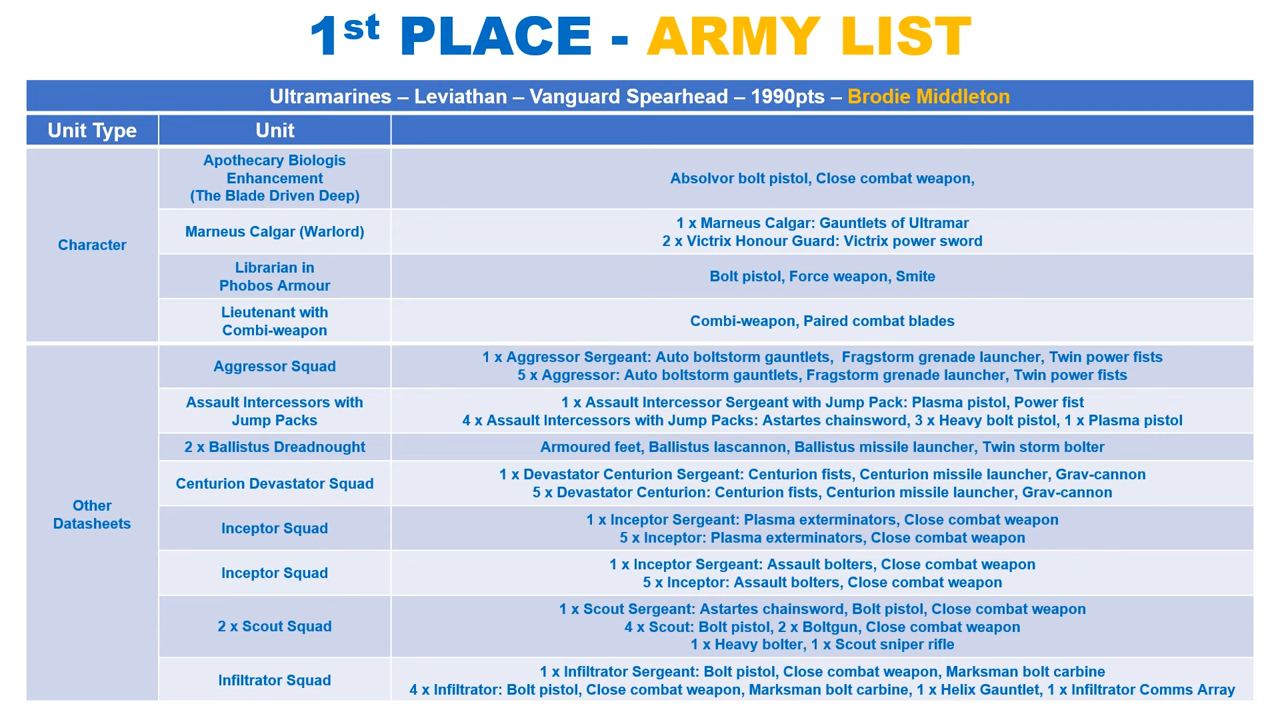 1st PLACE - ARMY LIST
Ultramarines – Leviathan – Vanguard Spearhead – 1990pts – Brodie Middleton
Unit Type
Unit
Character
Apothecary Biologis
Enhancement
(The Blade Driven Deep)
Absolvor bolt pistol, Close combat weapon,
Marneus Calgar (Warlord)
1 x Marneus Calgar: Gauntlets of Ultramar
2 x Victrix Honour Guard: Victrix power sword
Librarian in
Phobos Armour
Bolt pistol, Force weapon, Smite
Lieutenant with
Combi-weapon
Combi-weapon, Paired combat blades
Other
Datasheets
Aggressor Squad
1 x Aggressor Sergeant: Auto boltstorm gauntlets, Fragstorm grenade launcher, Twin power fists
5 x Aggressor: Auto boltstorm gauntlets, Fragstorm grenade launcher, Twin power fists
Assault Intercessors with
Jump Packs
1 x Assault Intercessor Sergeant with Jump Pack: Plasma pistol, Power fist
4 x Assault Intercessors with Jump Packs: Astartes chainsword, 3 x Heavy bolt pistol, 1 x Plasma pistol
2 x Ballistus Dreadnought
Armoured feet, Ballistus lascannon, Ballistus missile launcher, Twin storm bolter
Centurion Devastator Squad
1 x Devastator Centurion Sergeant: Centurion fists, Centurion missile launcher, Grav-cannon
5 x Devastator Centurion: Centurion fists, Centurion missile launcher, Grav-cannon
Inceptor Squad
1 x Inceptor Sergeant: Plasma exterminators, Close combat weapon
5 x Inceptor: Plasma exterminators, Close combat weapon
Inceptor Squad
1 x Inceptor Sergeant: Assault bolters, Close combat weapon
5 x Inceptor: Assault bolters, Close combat weapon
2 x Scout Squad
1 x Scout Sergeant: Astartes chainsword, Bolt pistol, Close combat weapon
4 x Scout: Bolt pistol, 2 x Boltgun, Close combat weapon
1 x Heavy bolter, 1 x Scout sniper rifle
Infiltrator Squad
1 x Infiltrator Sergeant: Bolt pistol, Close combat weapon, Marksman bolt carbine
4 x Infiltrator: Bolt pistol, Close combat weapon, Marksman bolt carbine, 1 x Helix Gauntlet, 1 x Infiltrator Comms Array